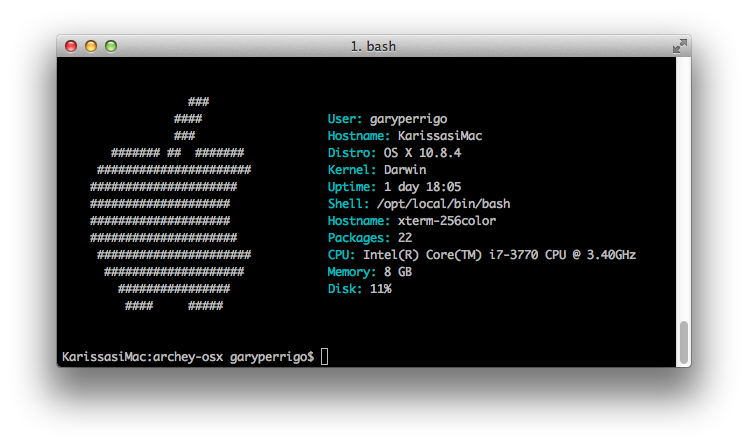 1. bash
###
####
User: garyperrigo
###
Hostname: KarissasiMac
####### ## #######
Distro: OS X 10.8.4
######################
Kernel: Darwin
#####################
Uptime: 1 day 18:05
####################
Shell: /opt/local/bin/bash
####################
Hostname: xterm-256color
#####################
Packages: 22
######################
CPU: Intel(R) Core(TM) i7-3770 CPU @ 3.40GHz
####################
Memory: 8 GB
################
Disk: 11%
#### #####
KarissasiMac:archey-osx garyperrigo$